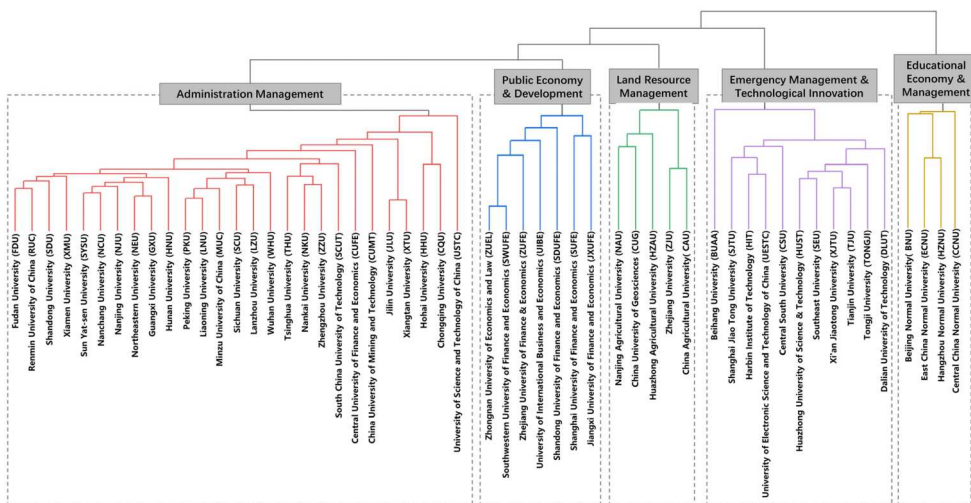 Administration Management
Public Economy
& Development
Land Resource
Management
Emergency Management &
Technological Innovation
Educational
Economy &
Management
Fudan University (FDU)
Renmin University of China (RUC)
Shandong University (SDU)
Xiamen University (XMU)
Sun Yat-sen University (SYSU)
Nanchang University (NCU)
Nanjing University (NJU)
Northeastern University (NEU)
Guangxi University (GXU)
Hunan University (HNU)
Peking University (PKU)
Liaoning University (LNU)
Minzu University of China (MUC)
Sichuan University (SCU)
Lanzhou University (LZU)
Wuhan University (WHU)
Tsinghua University (THU)
Nankai University (NKU)
Zhengzhou University (ZZU)
South China University of Technology (SCUT)
Central University of Finance and Economics (CUFE)
China University of Mining and Technology (CUMT)
Jilin University (JLU)
Xiangtan University (XTU)
Hohai University (HHU)
Chongqing University (CQU)
University of Science and Technology of China (USTC)
Zhongnan University of Economics and Law (ZUEL)
Southwestern University of Finance and Economics (SWUFE)
Zhejiang University of Finance & Economics (ZUFE)
University of International Business and Economics (UIBE)
Shandong University of Finance and Economics (SDUFE)
Shanghai University of Finance and Economics (SUFE)
Jiangxi University of Finance and Economics (JXUFE)
Nanjing Agricultural University (NAU)
China University of Geosciences (CUG)
Huazhong Agricultural University (HZAU)
Zhejiang University (ZJU)
China Agricultural University( CAU)
Beihang University (BUAA)
Shanghai Jiao Tong University (SJTU)
Harbin Institute of Technology (HIT)
University of Electronic Science and Technology of China (UESTC)
Central South University (CSU)
Huazhong University of Science & Technology (HUST)
Southeast University (SEU)
Xi'an Jiaotong University (XJTU)
Tianjin University (TJU)
Tongji University (TONGJI)
Dalian University of Technology (DLUT)
Beijing Normal University( BNU)
East China Normal University (ECNU)
Hangzhou Normal University (HZNU)
Central China Normal University (CCNU)